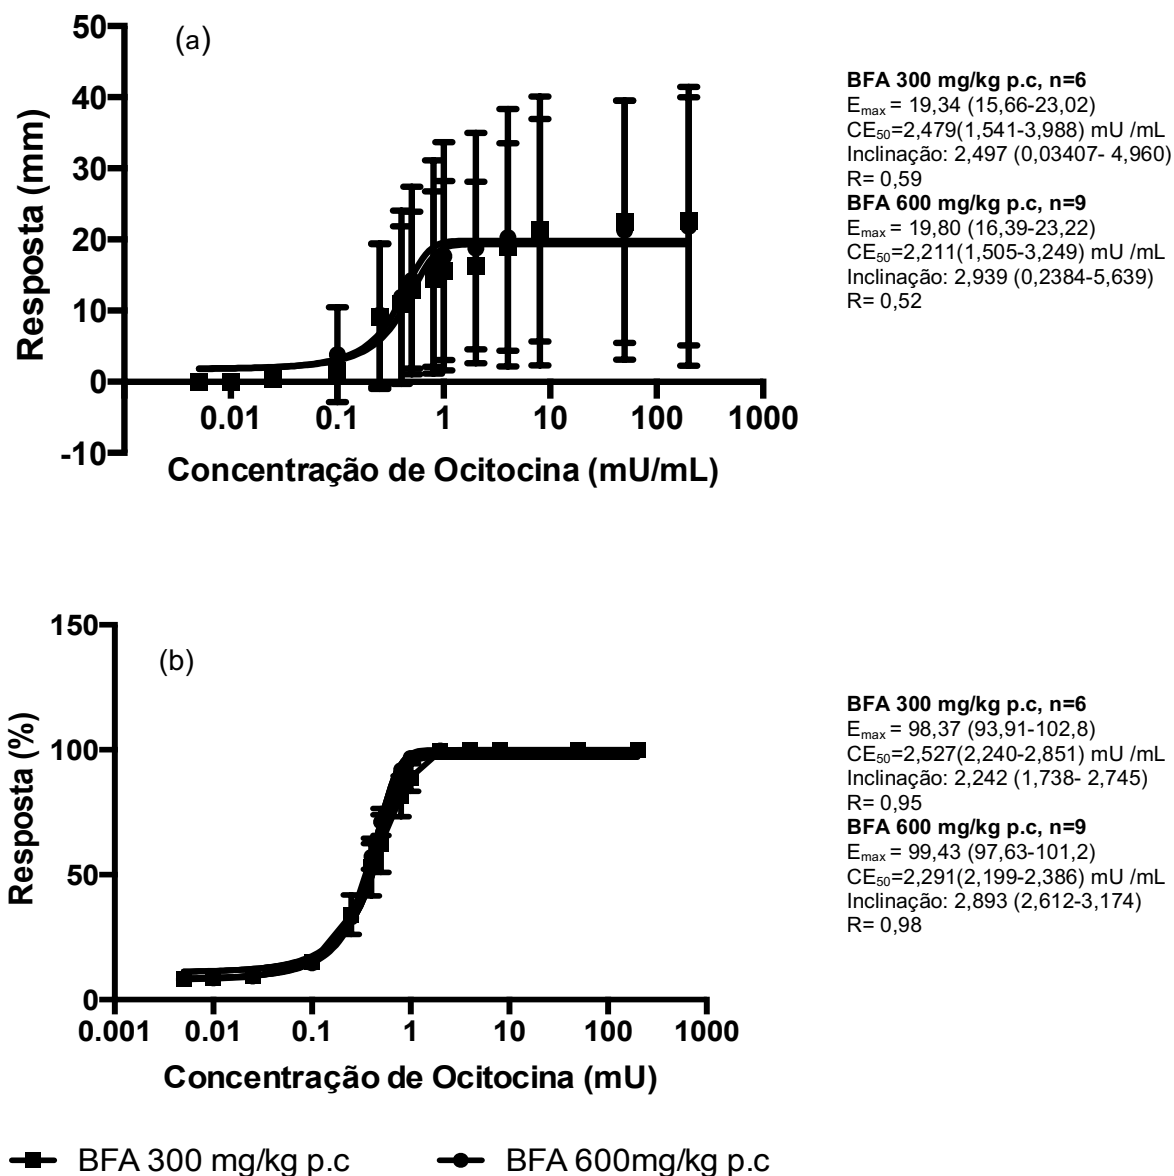 50
(a)
40
30
20
10
0
-10
Resposta (mm)
0.01 0.1 1 10 100 1000
Concentração de Ocitocina (mU/mL)
BFA 300 mg/kg p.c, n=6
Emax = 19,34 (15,66-23,02)
CE50=2,479(1,541-3,988) mU /mL
Inclinação: 2,497 (0,03407- 4,960)
R= 0,59
BFA 600 mg/kg p.c, n=9
Emax = 19,80 (16,39-23,22)
CE50=2,211(1,505-3,249) mU /mL
Inclinação: 2,939 (0,2384-5,639)
R= 0,52
150
(b)
100
50
0
Resposta (%)
0.001 0.01 0.1 1 10 100 1000
Concentração de Ocitocina (mU)
BFA 300 mg/kg p.c, n=6
Emax = 98,37 (93,91-102,8)
CE50=2,527(2,240-2,851) mU /mL
Inclinação: 2,242 (1,738- 2,745)
R= 0,95
BFA 600 mg/kg p.c, n=9
Emax = 99,43 (97,63-101,2)
CE50=2,291(2,199-2,386) mU /mL
Inclinação: 2,893 (2,612-3,174)
R= 0,98
BFA 300 mg/kg p.c BFA 600mg/kg p.c